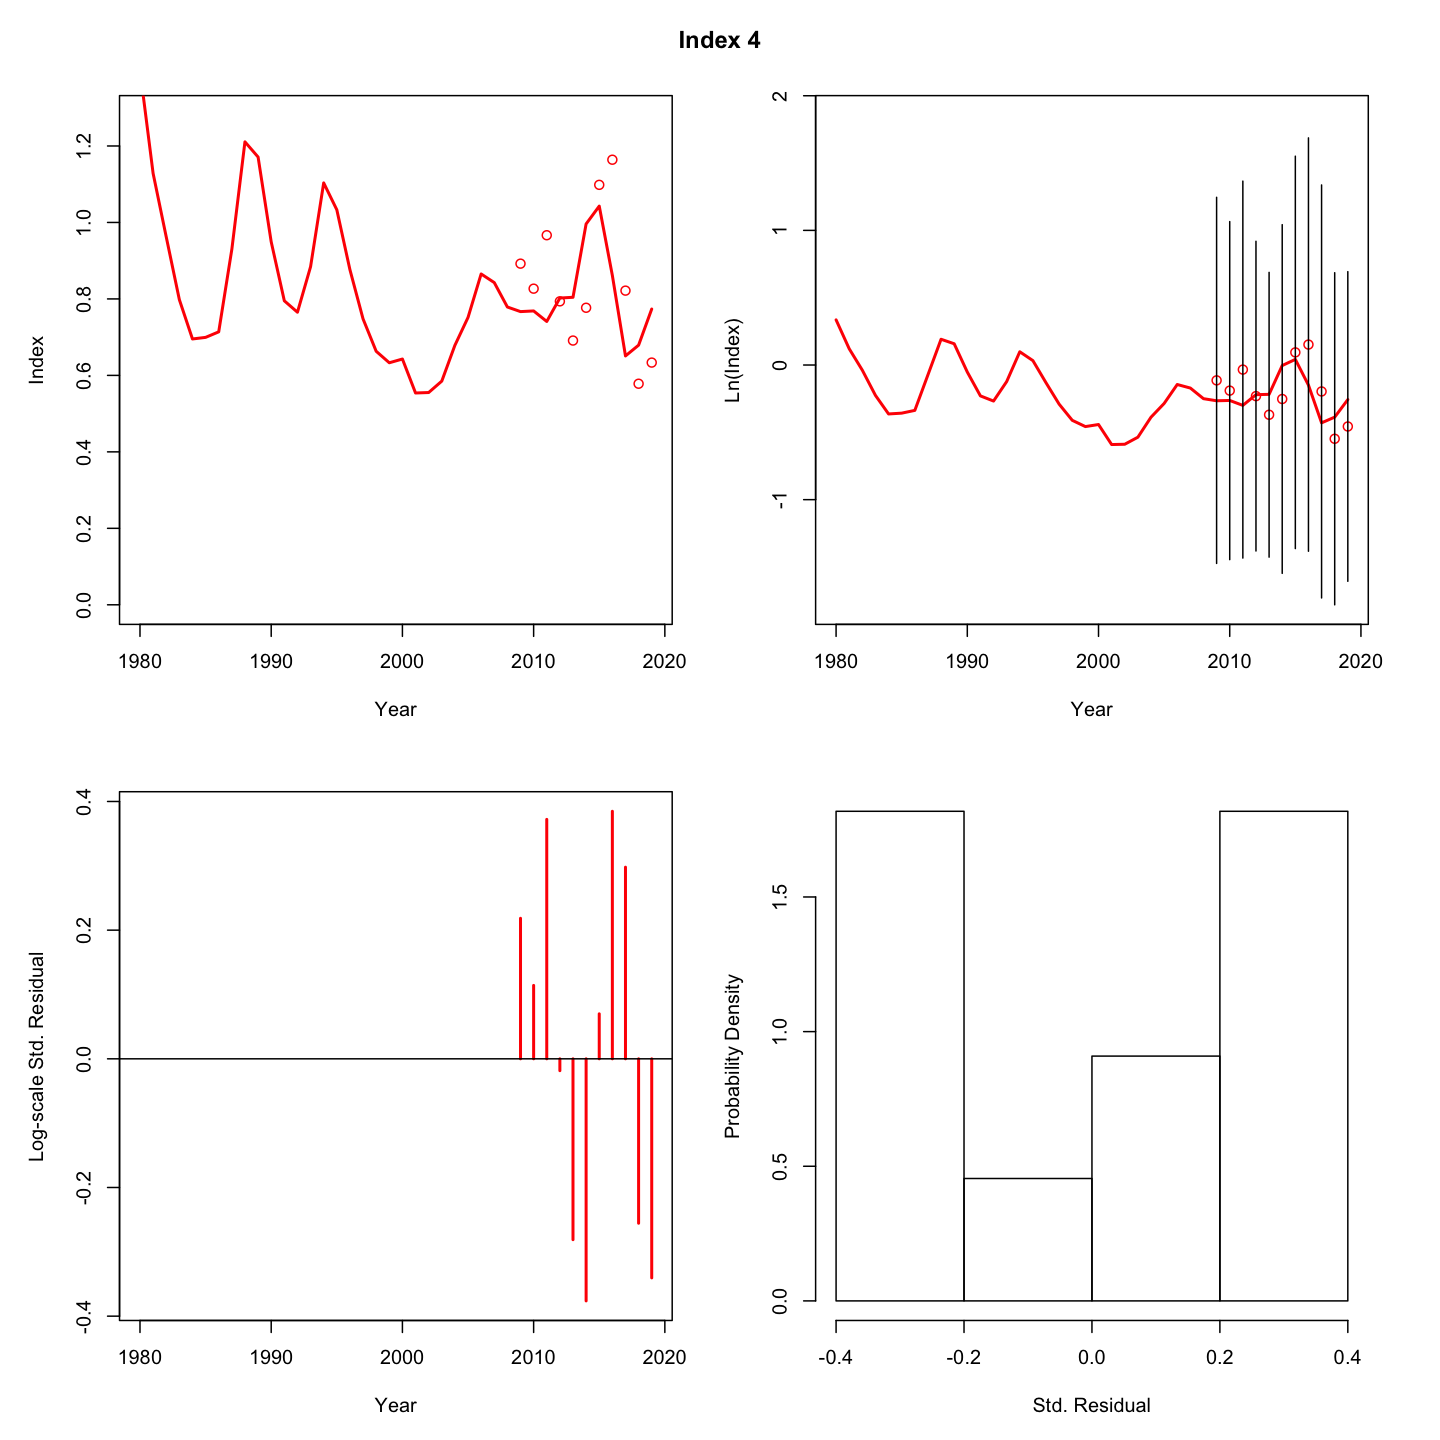 Index 4
Index
0.0 0.2 0.4 0.6 0.8 1.0 1.2
1980 1990 2000 2010 2020
Year
Ln(Index)
-1 0 1 2
1980 1990 2000 2010 2020
Year
Log-scale Std. Residual
-0.4 -0.2 0.0 0.2 0.4
1980 1990 2000 2010 2020
Year
Probability Density
0.0 0.5 1.0 1.5
-0.4 -0.2 0.0 0.2 0.4
Std. Residual